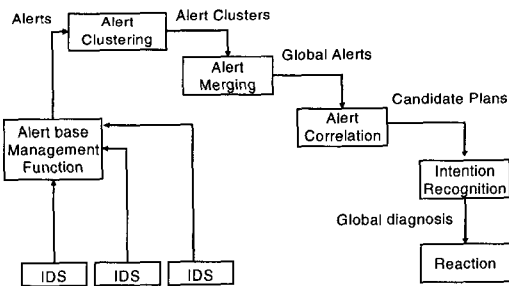 Alerts
Alert
Clustering
Alert Clusters
Alert
Merging
Global Alerts
Alert
Correlation
Candidate Plans
Intention
Recognition
Global diagnosis
Reaction
Alert base
Management
Function
IDS
IDS
IDS